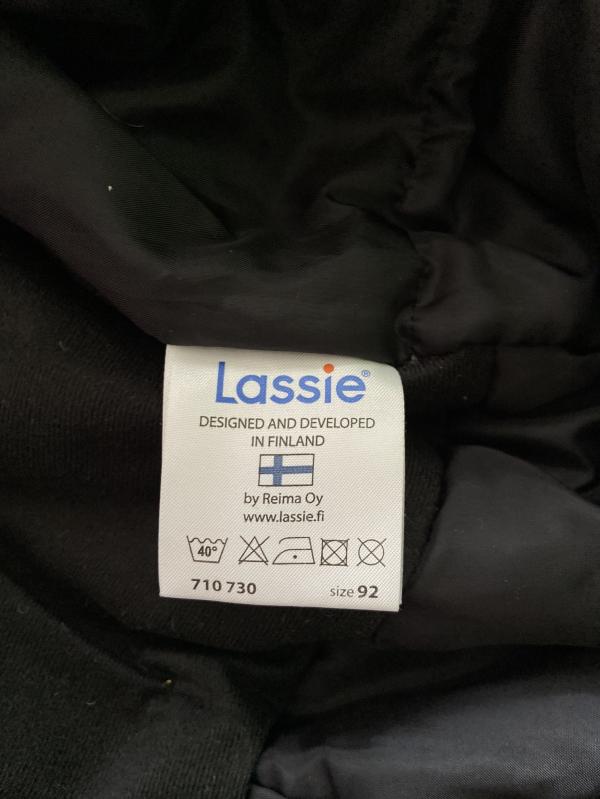 Lassie®
DESIGNED AND DEVELOPED
IN FINLAND
by Reima Oy
www.lassie.fi
40°
710 730 size 92